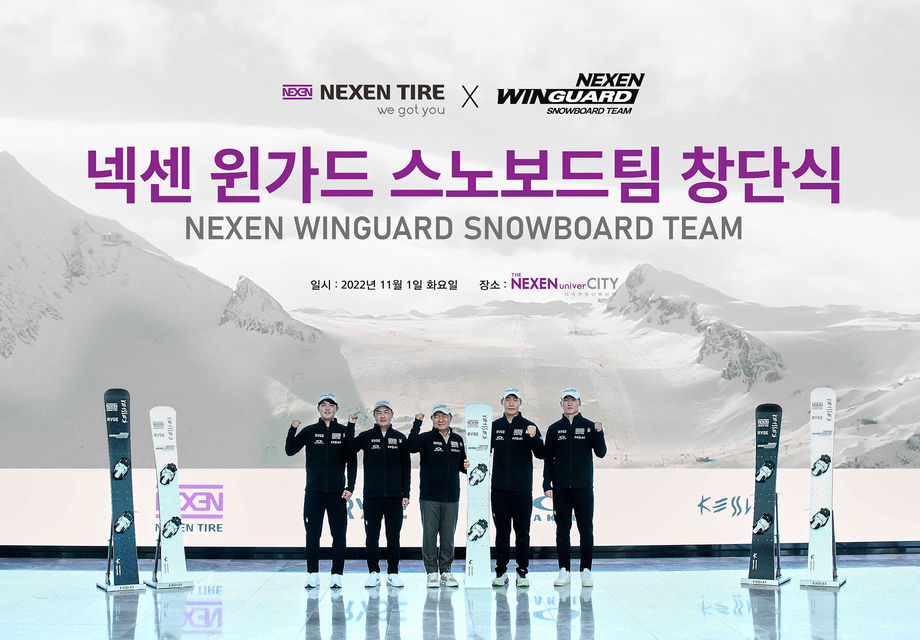 NEXEN NEXEN TIRE
we got you
X
NEXEN
WINGUARD
SNOWBOARD TEAM
넥센 윈가드 스노보드팀 창단식
NEXEN WINGUARD SNOWBOARD TEAM
일시 : 2022년 11월 1일 화요일 장소 : THE NEXEN univerCITY
NEXEN
NEXEN TIRE
RYSE